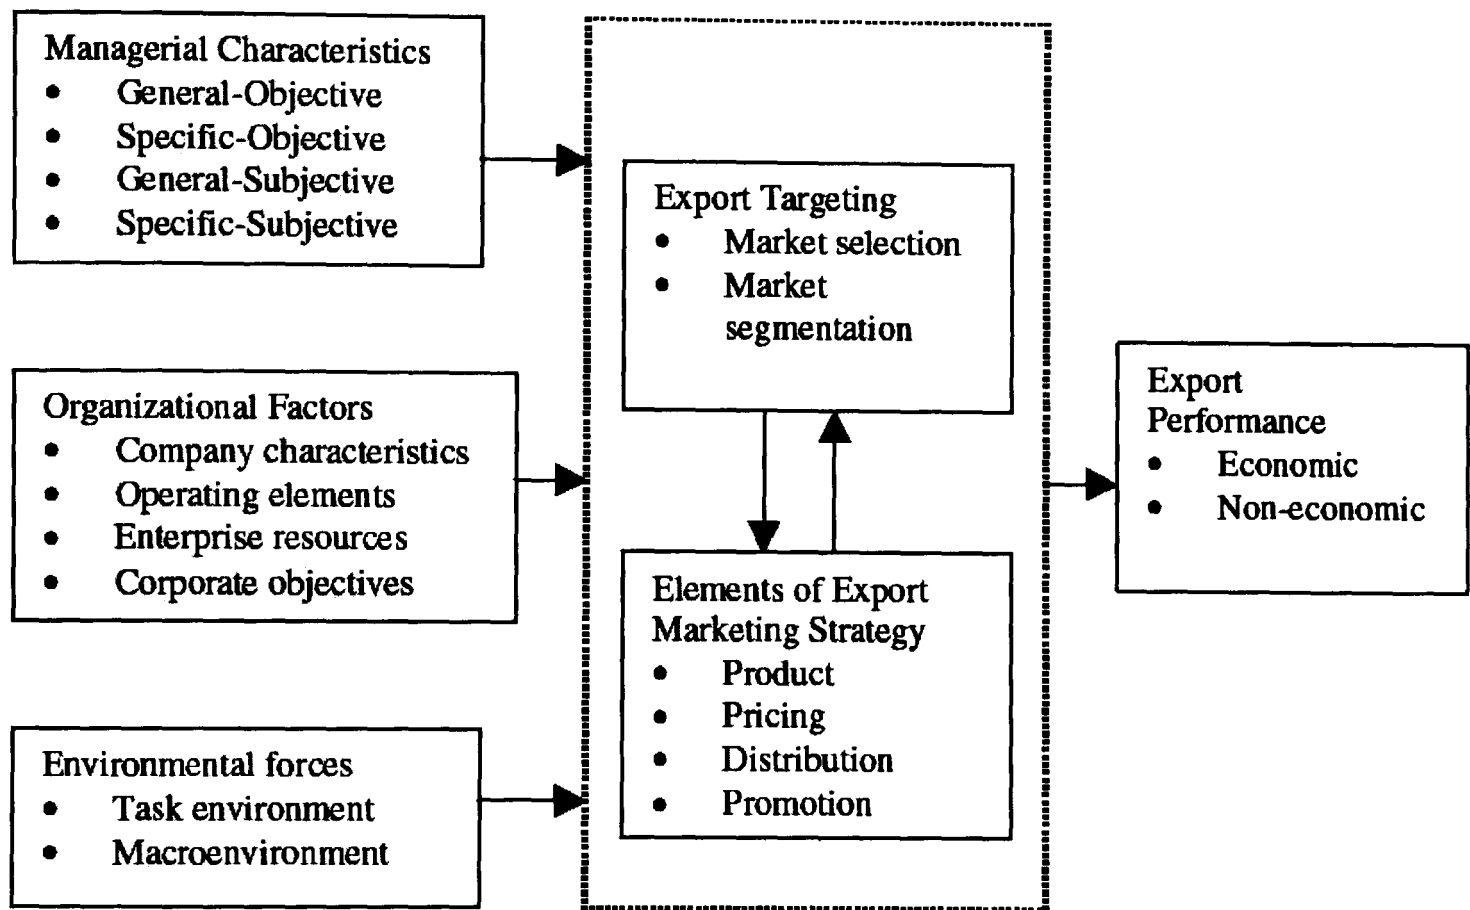 Managerial Characteristics
• General-Objective
• Specific-Objective
• General-Subjective
• Specific-Subjective
Organizational Factors
• Company characteristics
• Operating elements
• Enterprise resources
• Corporate objectives
Environmental forces
• Task environment
• Macroenvironment
Export Targeting
• Market selection
• Market
segmentation
Elements of Export
Marketing Strategy
• Product
• Pricing
• Distribution
• Promotion
Export
Performance
• Economic
• Non-economic